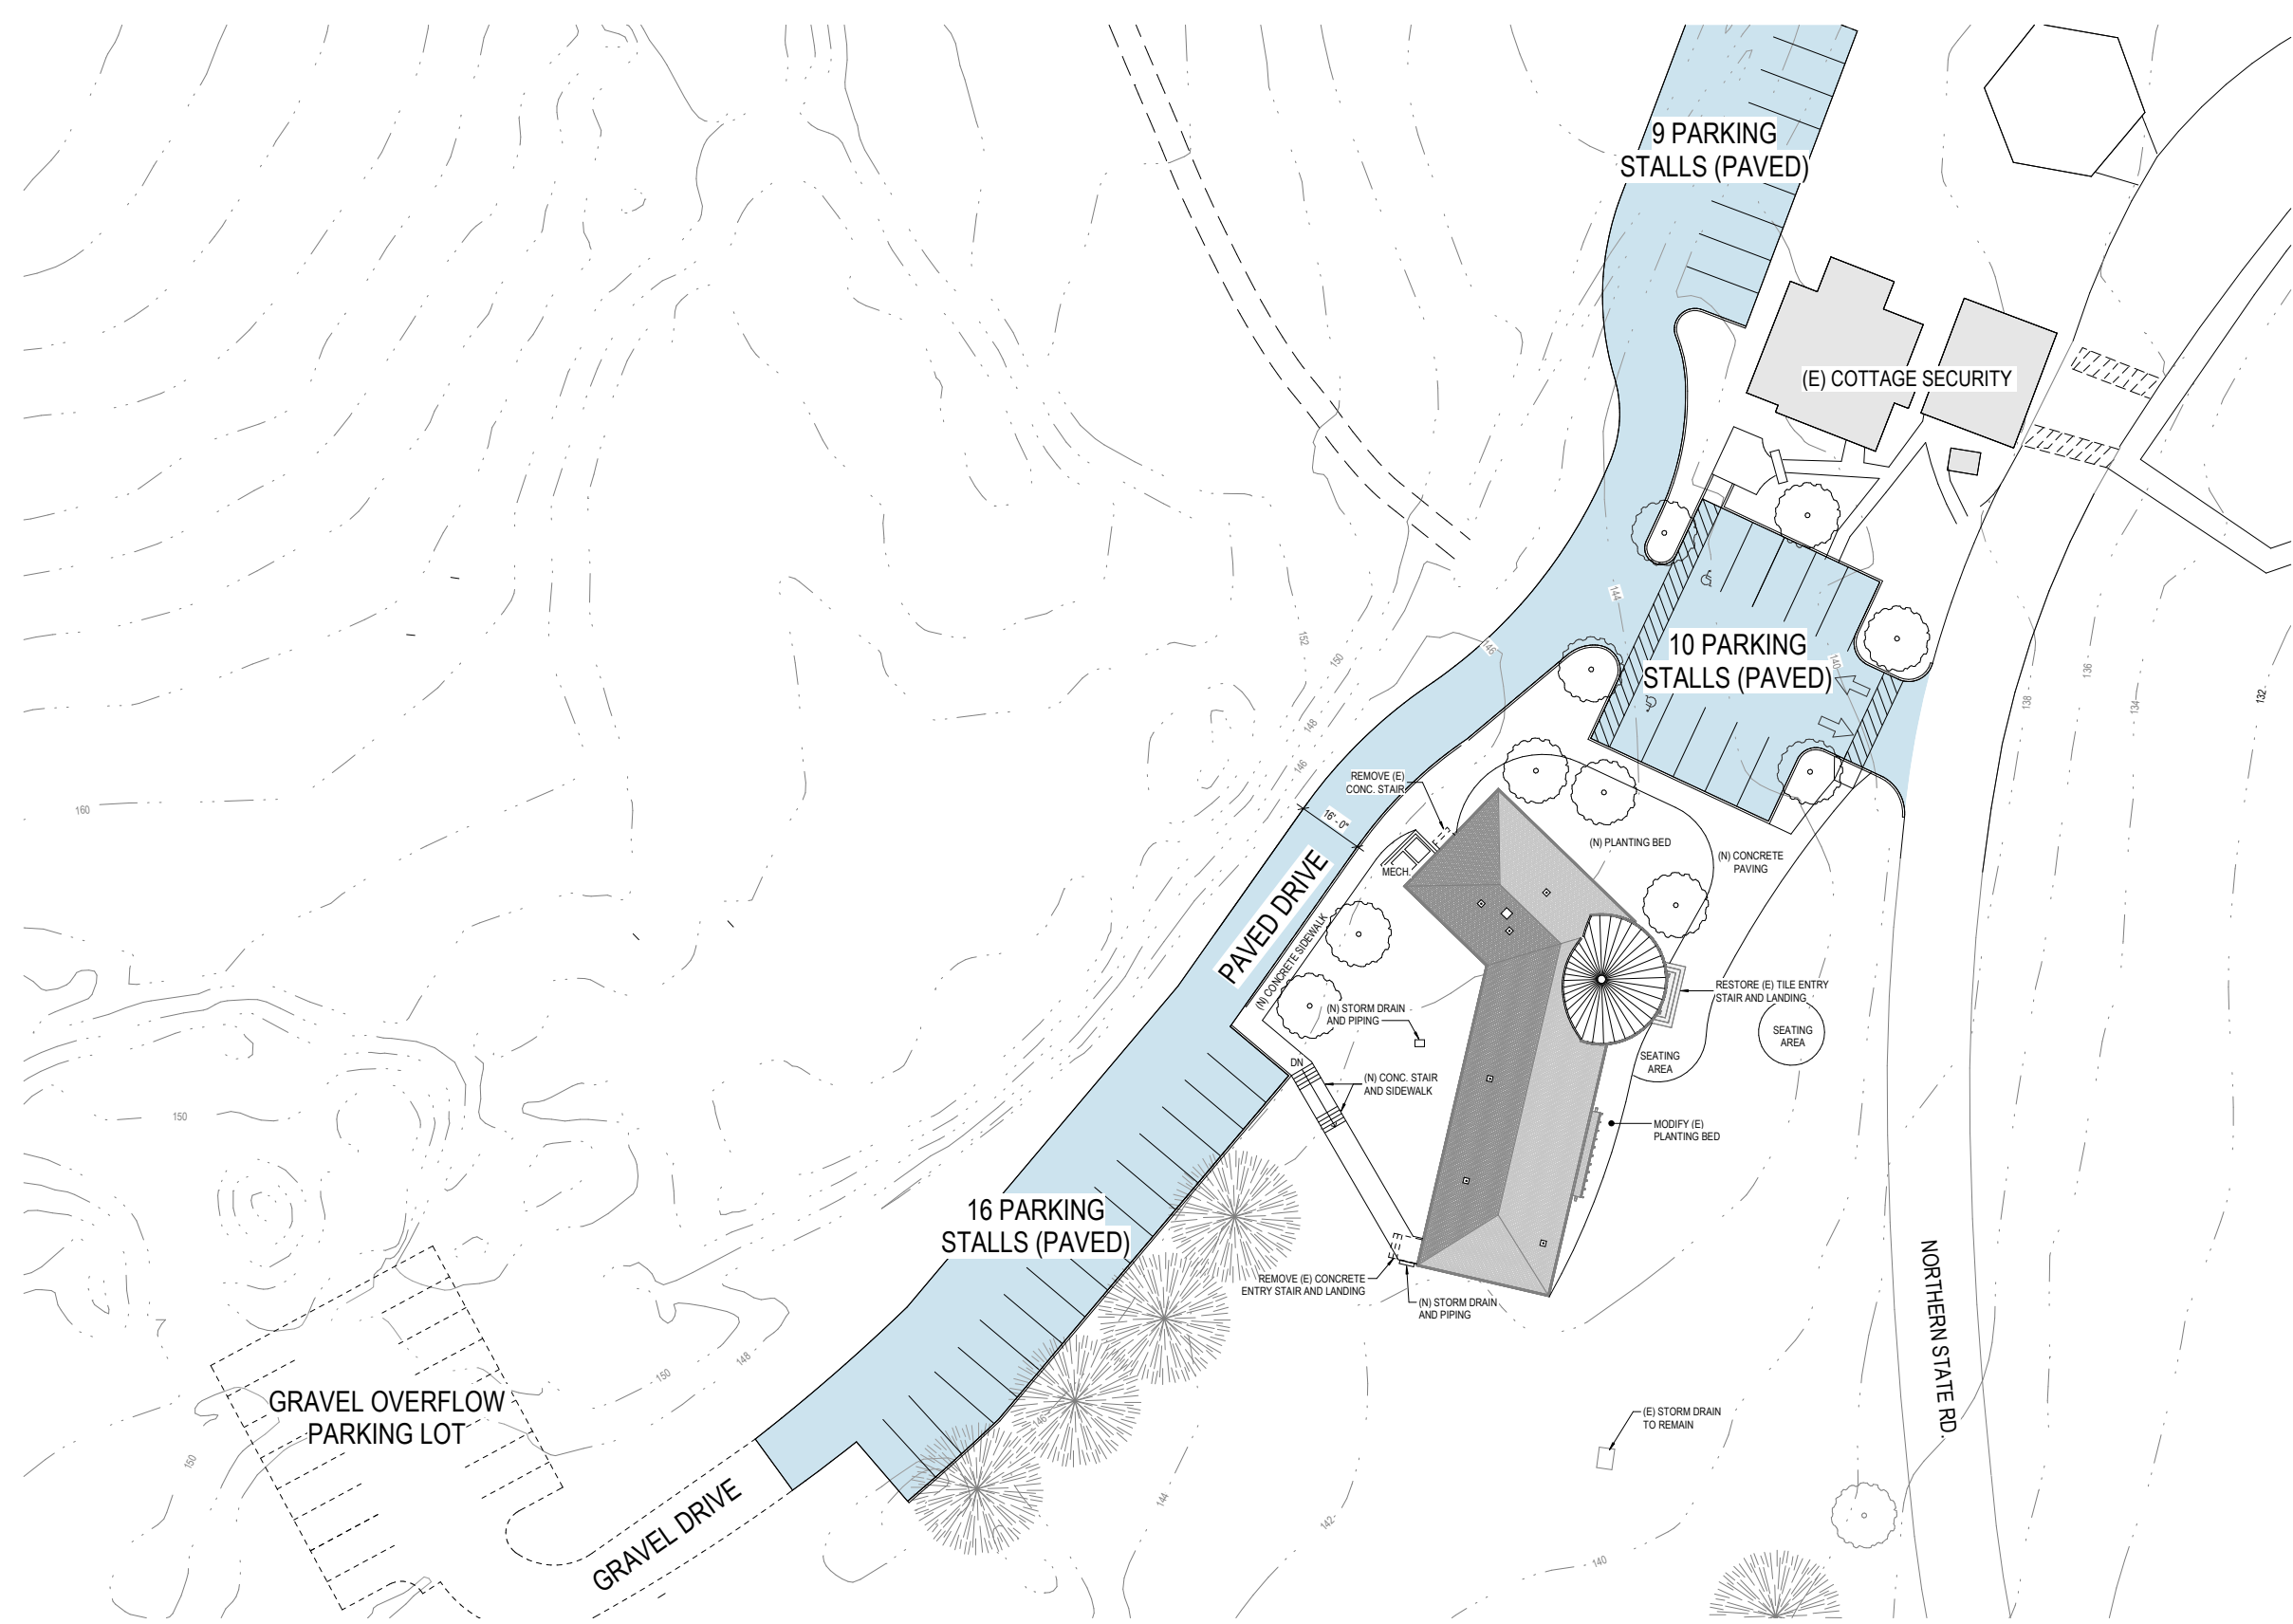 9 PARKING
STALLS (PAVED)
(E) COTTAGE SECURITY
144
10 PARKING
STALLS (PAVED)
152
150
146
140
136
138
134
132
148
146
REMOVE (E)
CONC. STAIR
16' - 0"
160
PAVED DRIVE
MECH.
(N) PLANTING BED
(N) CONCRETE
PAVING
(N) CONCRETE SIDEWALK
(N) STORM DRAIN
AND PIPING
RESTORE (E) TILE ENTRY
STAIR AND LANDING
SEATING
AREA
SEATING
AREA
DN
(N) CONC. STAIR
AND SIDEWALK
150
MODIFY (E)
PLANTING BED
16 PARKING
STALLS (PAVED)
REMOVE (E) CONCRETE
ENTRY STAIR AND LANDING
(N) STORM DRAIN
AND PIPING
NORTHERN STATE RD.
148
150
GRAVEL OVERFLOW
PARKING LOT
146
(E) STORM DRAIN
TO REMAIN
150
144
142
GRAVEL DRIVE
140